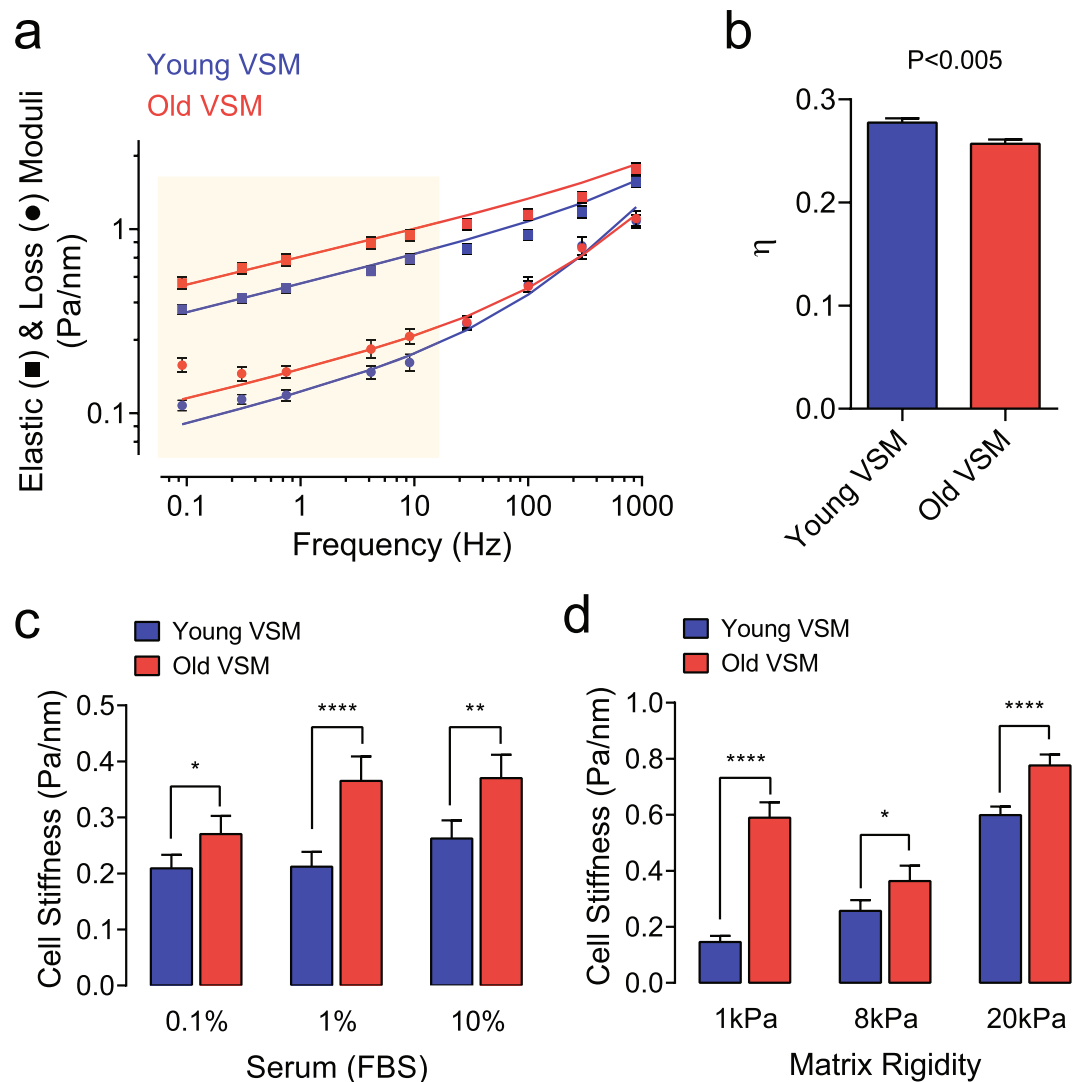 a
Young VSM
Old VSM
Elastic (■) & Loss (●) Moduli
(Pa/nm)
1
0.1
0.1 1 10 100 1000
Frequency (Hz)
b
P<0.005
η
0.3
0.2
0.1
0.0
Young VSM
Old VSM
c
Young VSM
Old VSM
Cell Stiffness (Pa/nm)
0.5
0.4
0.3
0.2
0.1
0.0
* **** **
0.1% 1% 10%
Serum (FBS)
d
Young VSM
Old VSM
Cell Stiffness (Pa/nm)
1.0
0.8
0.6
0.4
0.2
0.0
**** * ****
1kPa 8kPa 20kPa
Matrix Rigidity